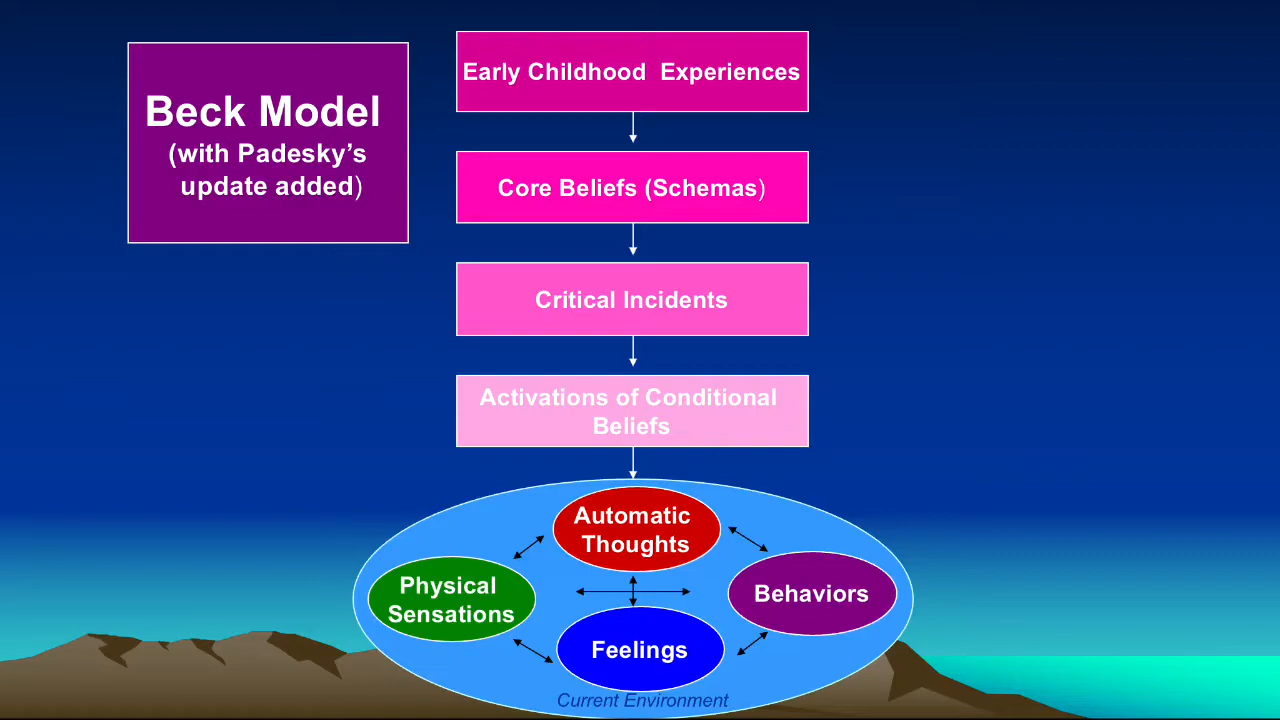 Beck Model
(with Padesky’s
update added)
Early Childhood  Experiences
Core Beliefs (Schemas)
Critical Incidents
Activations of Conditional
Beliefs
Automatic
Thoughts
Physical
Sensations
Behaviors
Feelings
Current Environment